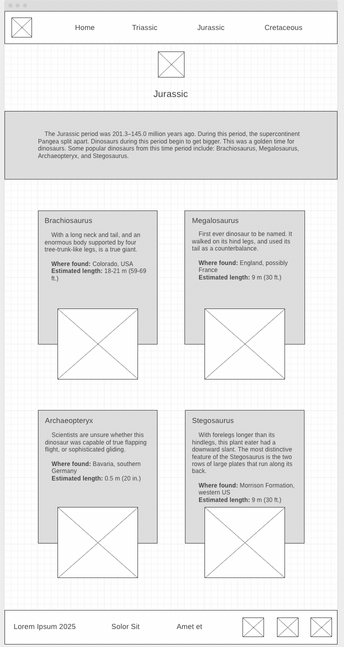 Home Triassic Jurassic Cretaceous
Jurassic
The Jurassic period was 201.3–145.0 million years ago. During this period, the supercontinent
Pangea split apart. Dinosaurs during this period begin to get bigger. This was a golden time for
dinosaurs. Some popular dinosaurs from this time period include: Brachiosaurus, Megalosaurus,
Archaeopteryx, and Stegosaurus.
Brachiosaurus
With a long neck and tail, and an
enormous body supported by four
tree-trunk-like legs, is a true giant.
Where found: Colorado, USA
Estimated length: 18-21 m (59-69
ft.)
Megalosaurus
First ever dinosaur to be named. It
walked on its hind legs, and used its
tail as a counterbalance.
Where found: England, possibly
France
Estimated length: 9 m (30 ft.)
Archaeopteryx
Scientists are unsure whether this
dinosaur was capable of true flapping
flight, or sophisticated gliding.
Where found: Bavaria, southern
Germany
Estimated length: 0.5 m (20 in.)
Stegosaurus
With forelegs longer than its
hindlegs, this plant eater had a
downward slant. The most distinctive
feature of the Stegosaurus is the two
rows of large plates that run along its
back.
Where found: Morrison Formation,
western US
Estimated length: 9 m (30 ft.)
Lorem Ipsum 2025 Solor Sit Amet et